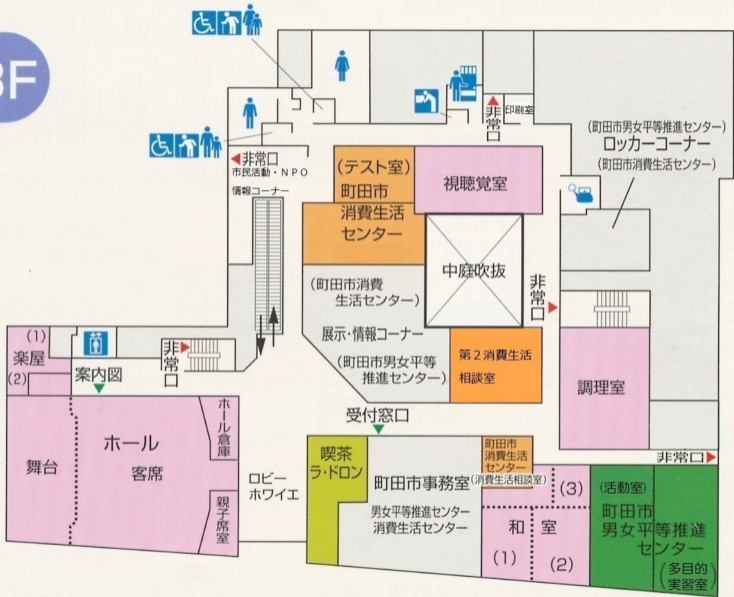 3F
非常口
市民活動・NPO
情報コーナー
非常口
印刷室
(テスト室)
町田市
消費生活
センター
視聴覚室
(町田市男女平等推進センター)
ロッカーコーナー
(町田市消費生活センター)
中庭吹抜
非常口
(町田市消費
生活センター)
展示・情報コーナー
(町田市男女平等
推進センター)
第2消費生活
相談室
調理室
(1)
楽屋
(2)
案内図
非常口
受付窓口
非常口
舞台
ホール
客席
ホール倉庫
親子席室
ロビー
ホワイエ
喫茶
ラ・ドロン
町田市事務室
男女平等推進センター
消費生活センター
町田市
消費生活
センター
(消費生活相談室)
和室
(1)
(2)
(3)
(活動室)
町田市
男女平等推進
センター
(多目的
実習室)